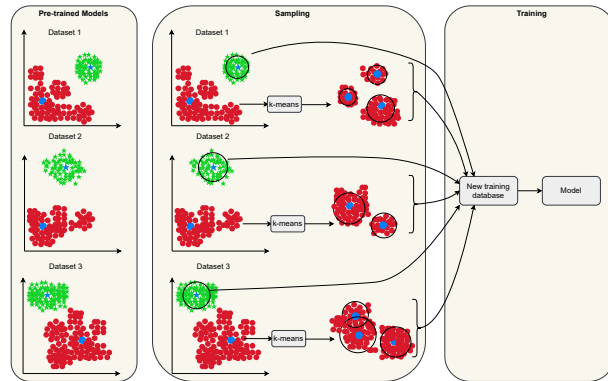 Pre-trained Models
Sampling
Training
Dataset 1
Dataset 1
k-means
Dataset 2
Dataset 2
k-means
New training
database
Model
Dataset 3
Dataset 3
k-means